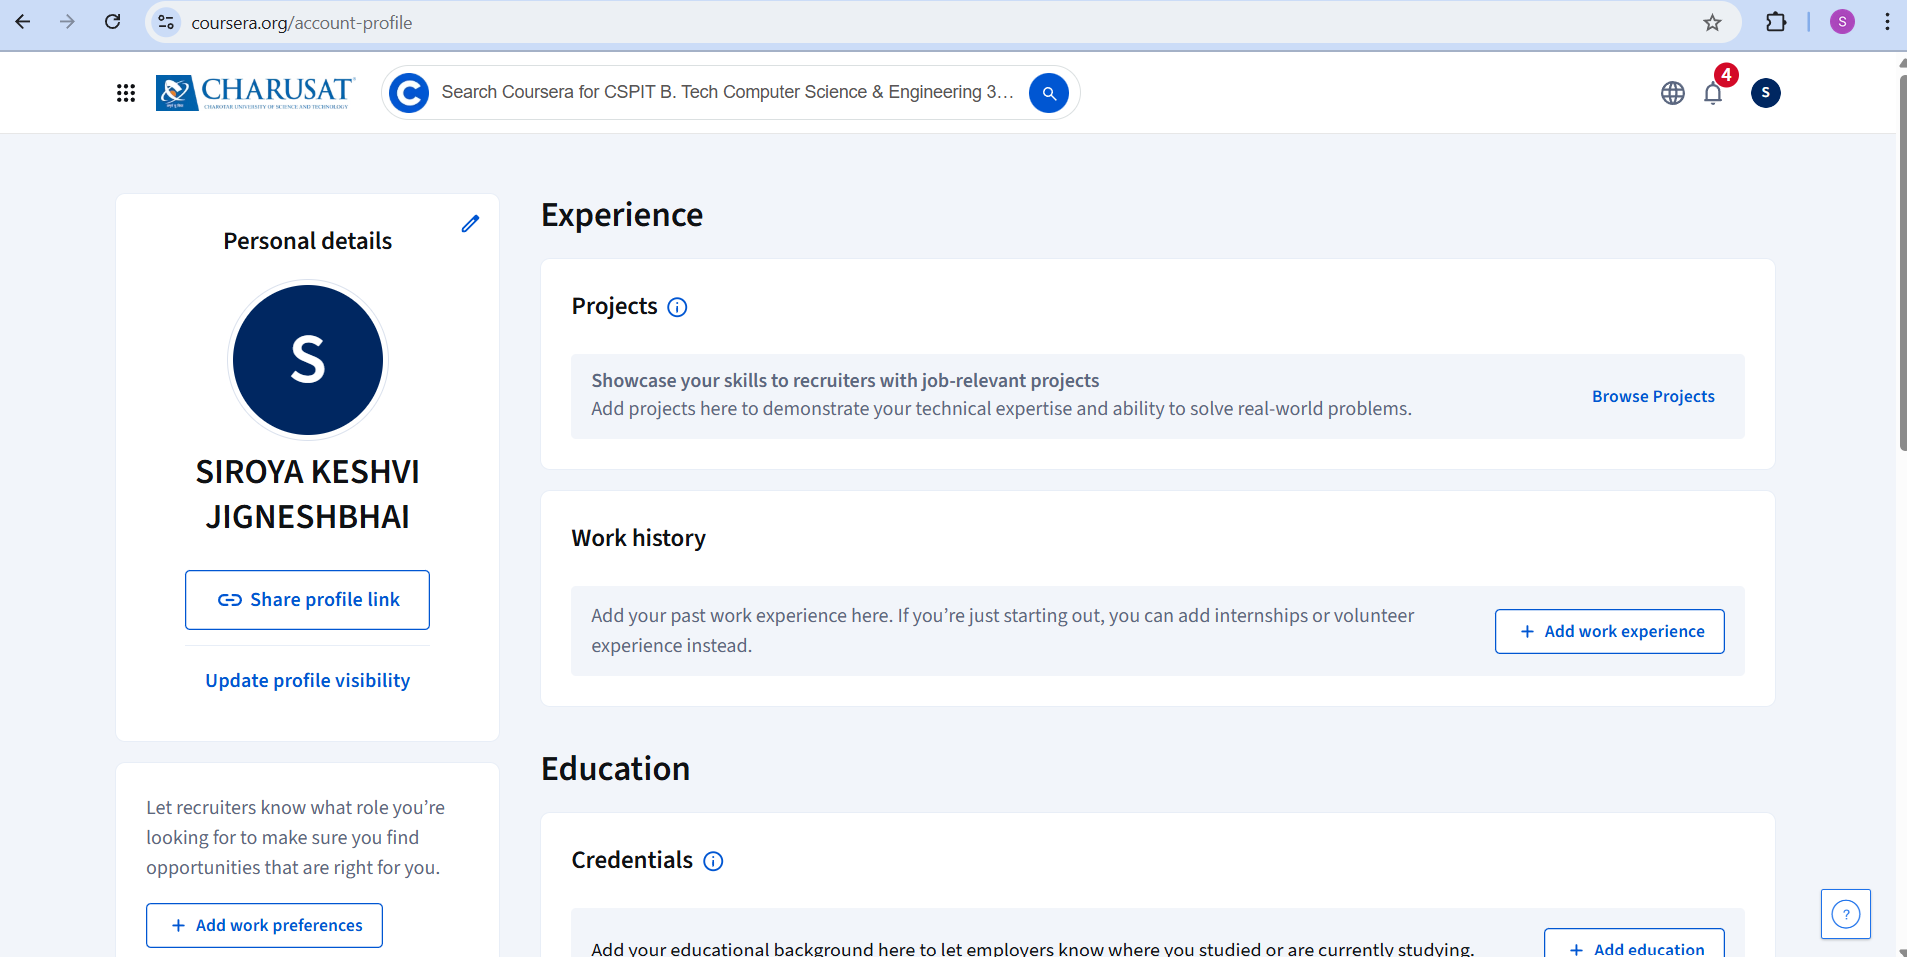 coursera.org/account-profile
S
CHARUSAT
CHAROTAR UNIVERSITY OF SCIENCE AND TECHNOLOGY
Search Coursera for CSPIT B. Tech Computer Science & Engineering 3...
4
S
Personal details
S
SIROYA KESHVI
JIGNESHBHAI
Share profile link
Update profile visibility
Let recruiters know what role you’re
looking for to make sure you find
opportunities that are right for you.
+ Add work preferences
Experience
Projects
Showcase your skills to recruiters with job-relevant projects
Add projects here to demonstrate your technical expertise and ability to solve real-world problems.
Browse Projects
Work history
Add your past work experience here. If you’re just starting out, you can add internships or volunteer
experience instead.
+ Add work experience
Education
Credentials
Add your educational background here to let employers know where you studied or are currently studying.
+ Add education
?